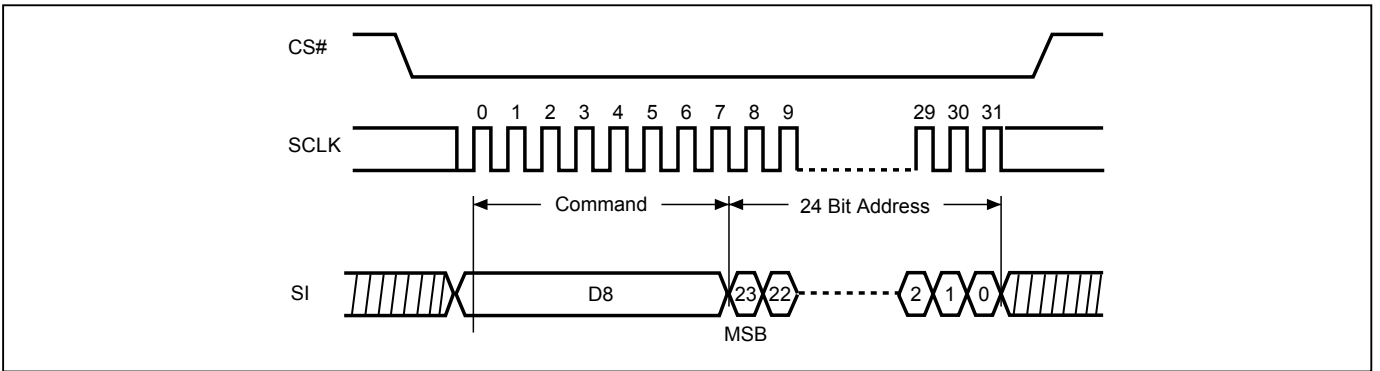 CS#
0 1 2 3 4 5 6 7 8 9 29 30 31
SCLK
Command 24 Bit Address
SI D8 23 22 2 1 0
MSB